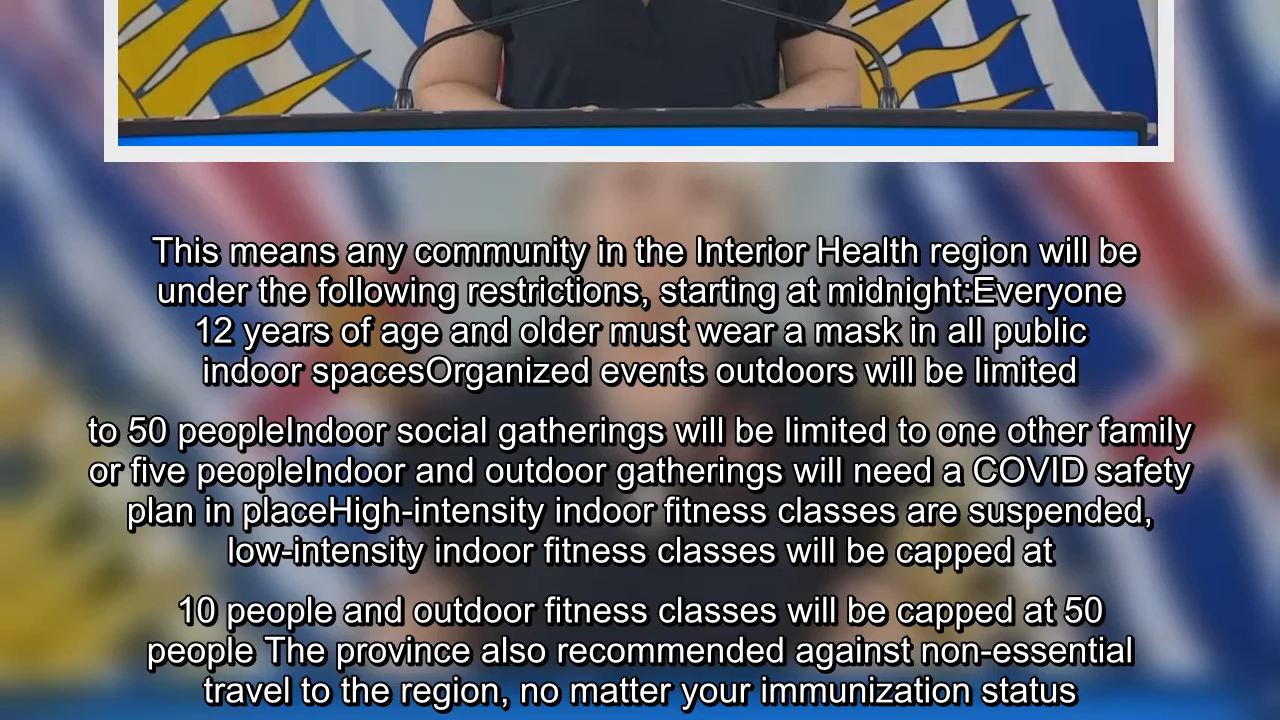 This means any community in the Interior Health region will be
under the following restrictions, starting at midnight:Everyone
12 years of age and older must wear a mask in all public
indoor spacesOrganized events outdoors will be limited
to 50 peopleIndoor social gatherings will be limited to one other family
or five peopleIndoor and outdoor gatherings will need a COVID safety
plan in placeHigh-intensity indoor fitness classes are suspended,
low-intensity indoor fitness classes will be capped at
10 people and outdoor fitness classes will be capped at 50
people The province also recommended against non-essential
travel to the region, no matter your immunization status